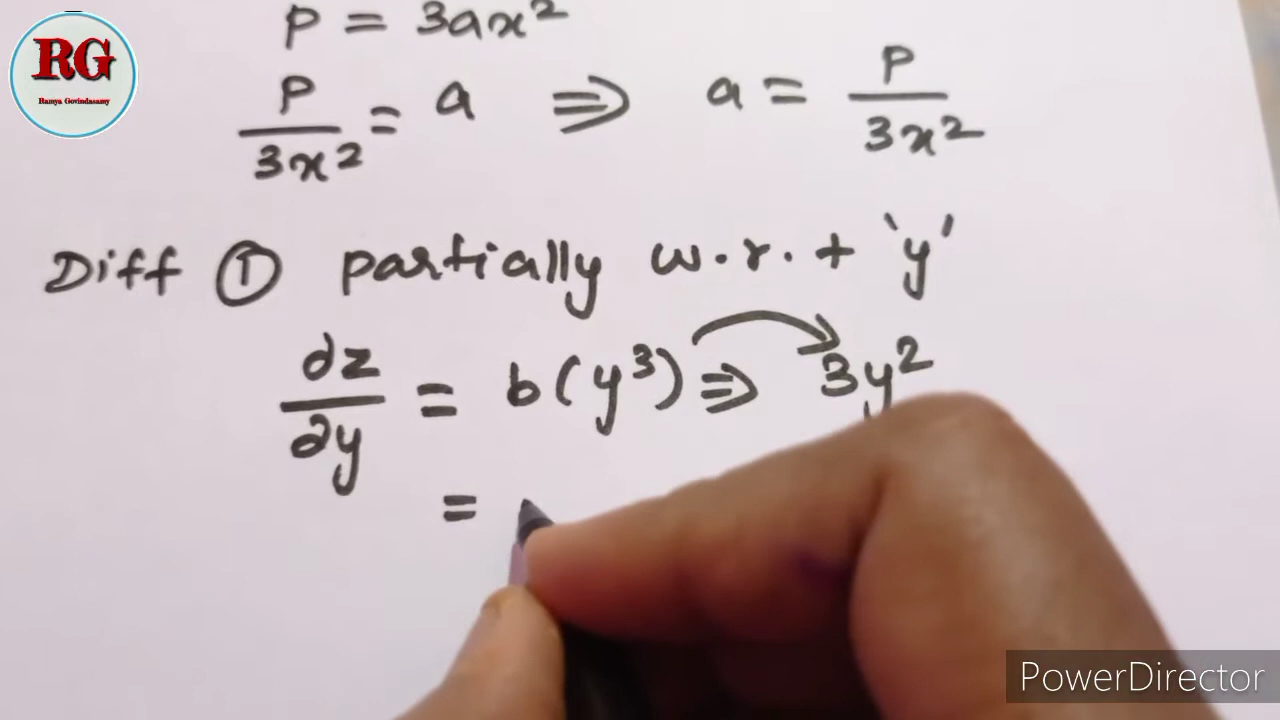 RG
Ramya Govindasamy
P = 3ax²
P/3x² = a ⇒ a = P/3x²
Diff ① partially w.r.t 'y'
∂z/∂y = b(y³) ⇒ 3y²
=
PowerDirector